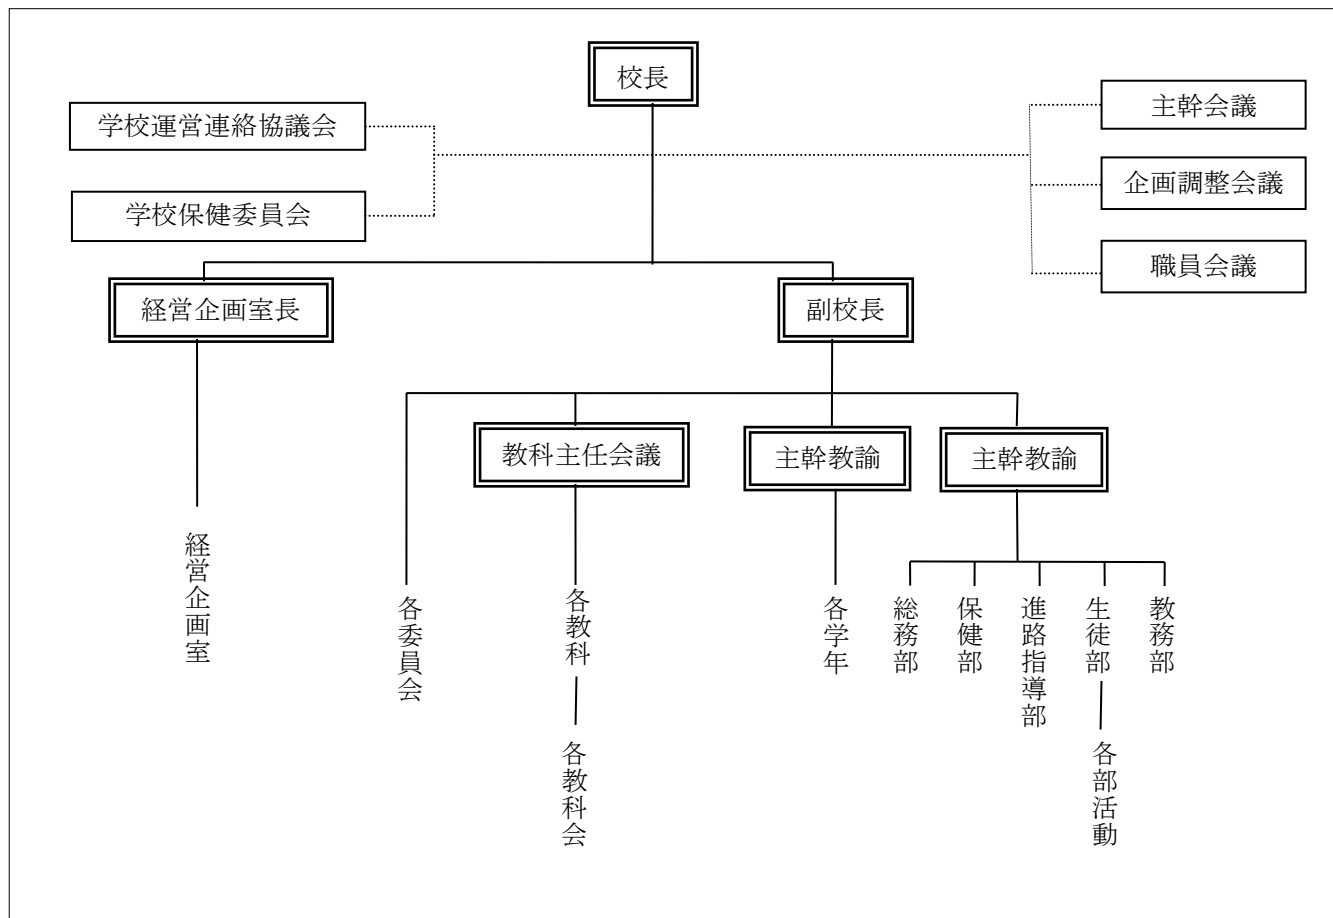 校長
学校運営連絡協議会
学校保健委員会
主幹会議
企画調整会議
職員会議
経営企画室長
副校長
教科主任会議
主幹教諭
主幹教諭
経営企画室
各委員会
各教科
各教科会
各学年
総務部
保健部
進路指導部
生徒部
各部活動
教務部